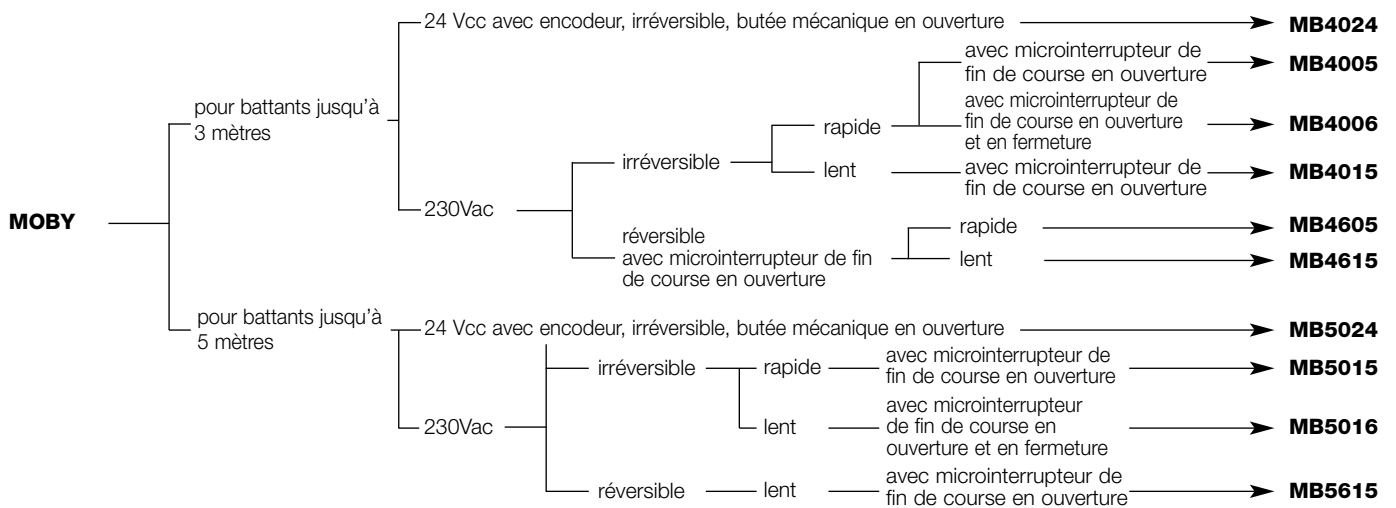 MOBY
pour battants jusqu'à
3 mètres
24 Vcc avec encodeur, irréversible, butée mécanique en ouverture
MB4024
230Vac
irréversible
rapide
avec microinterrupteur de
fin de course en ouverture
MB4005
avec microinterrupteur de
fin de course en ouverture
et en fermeture
MB4006
lent
avec microinterrupteur de
fin de course en ouverture
MB4015
réversible
avec microinterrupteur de fin
de course en ouverture
rapide
MB4605
lent
MB4615
pour battants jusqu'à
5 mètres
24 Vcc avec encodeur, irréversible, butée mécanique en ouverture
MB5024
230Vac
irréversible
rapide
avec microinterrupteur de
fin de course en ouverture
MB5015
lent
avec microinterrupteur
de fin de course en
ouverture et en fermeture
MB5016
réversible
lent
avec microinterrupteur de
fin de course en ouverture
MB5615